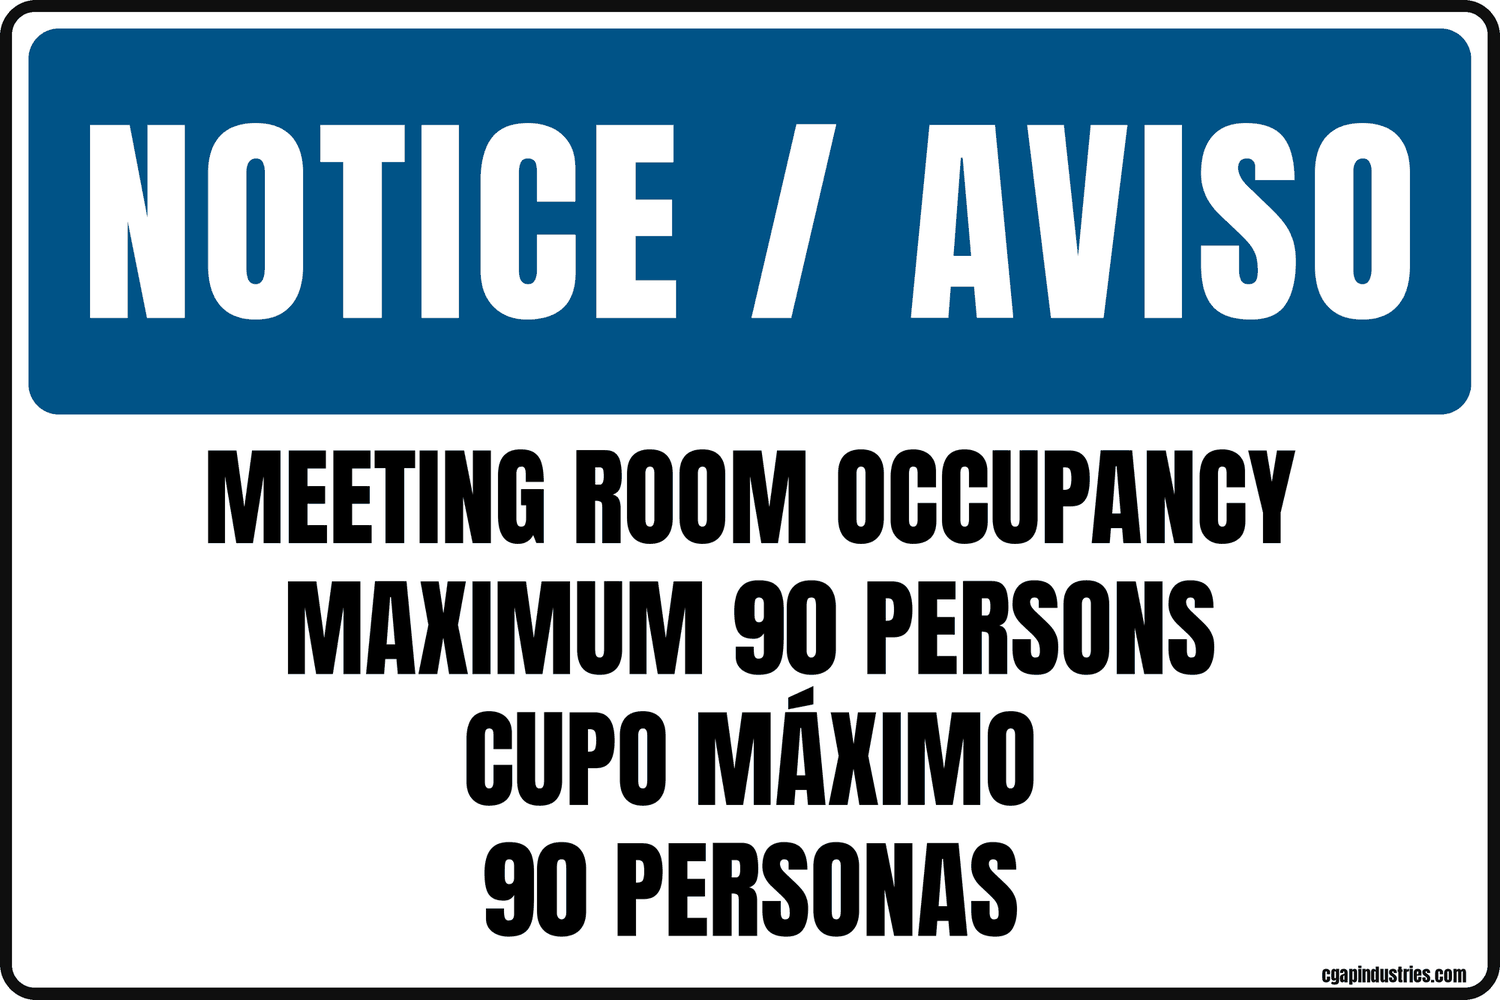 NOTICE / AVISO
MEETING ROOM OCCUPANCY
MAXIMUM 90 PERSONS
CUPO MÁXIMO
90 PERSONAS
cgapindustries.com